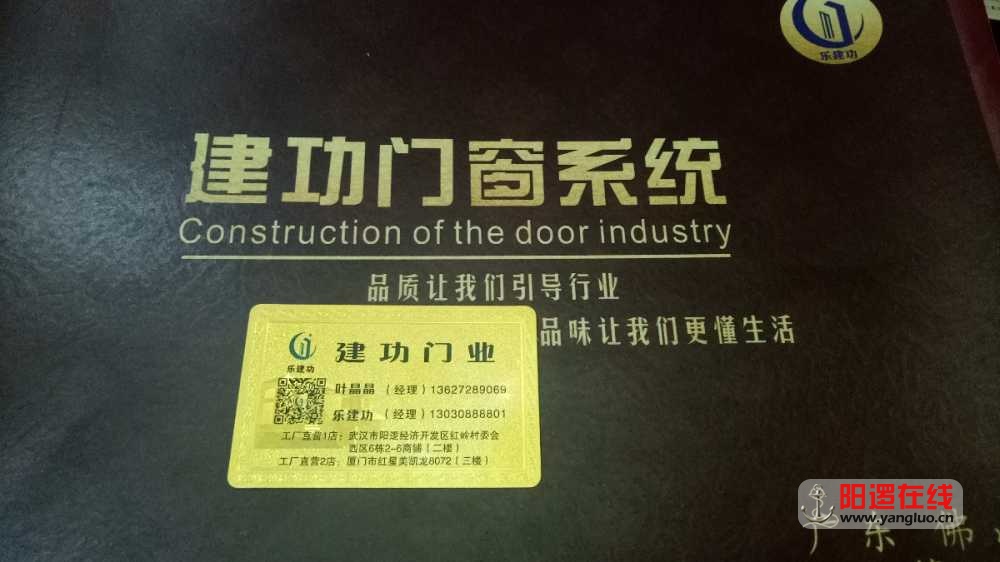 乐建功
建功门窗系统
Construction of the door industry
品质让我们引导行业
品味让我们更懂生活
乐建功
建功门业
叶晶晶 (经理) 13627289069
乐建功 (经理) 13030888801
工厂直营1店: 武汉市阳逻经济开发区红岭村委会
西区6栋2-6商铺 (二楼)
工厂直营2店: 厦门市红星美凯龙8072 (三楼)
广东佛
阳逻在线
www.yangluo.cn